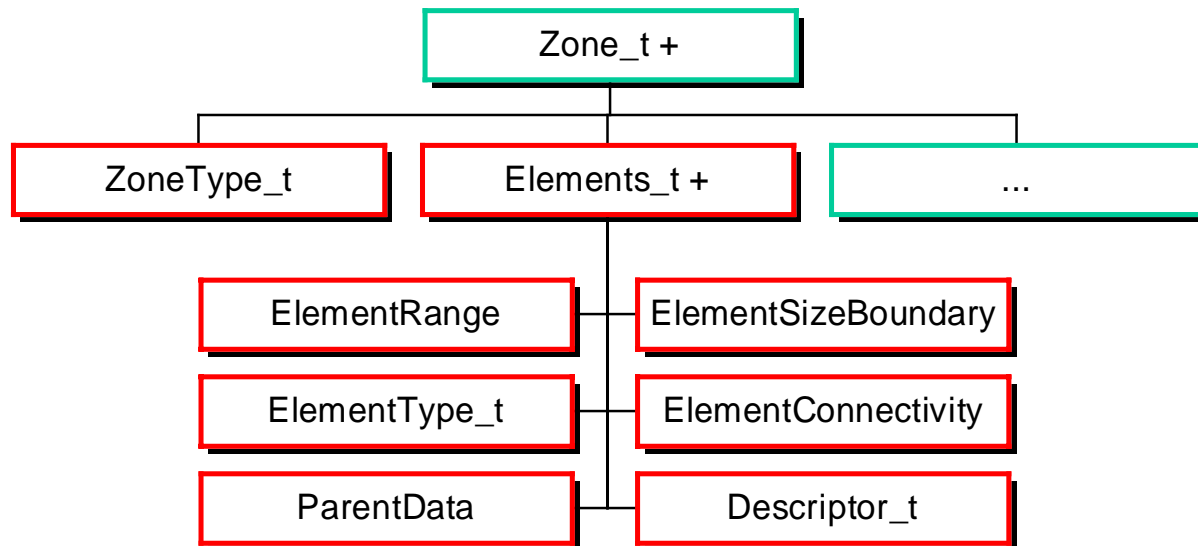 Zone_t +
ZoneType_t
Elements_t +
...
ElementRange
ElementSizeBoundary
ElementType_t
ElementConnectivity
ParentData
Descriptor_t